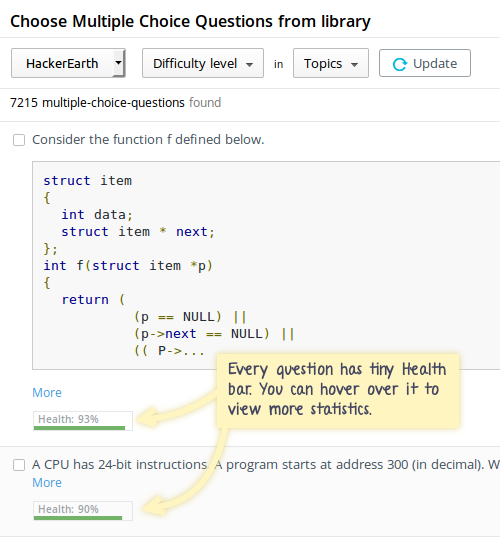 Choose Multiple Choice Questions from library
HackerEarth Difficulty level in Topics Update
7215 multiple-choice-questions found
Consider the function f defined below.
struct item
{
int data;
struct item * next;
};
int f(struct item *p)
{
return (
(p == NULL) ||
(p->next == NULL) ||
(( P->...
Every question has tiny Health
bar. You can hover over it to
view more statistics.
More
Health: 93%
A CPU has 24-bit instructions. A program starts at address 300 (in decimal). W
More
Health: 90%